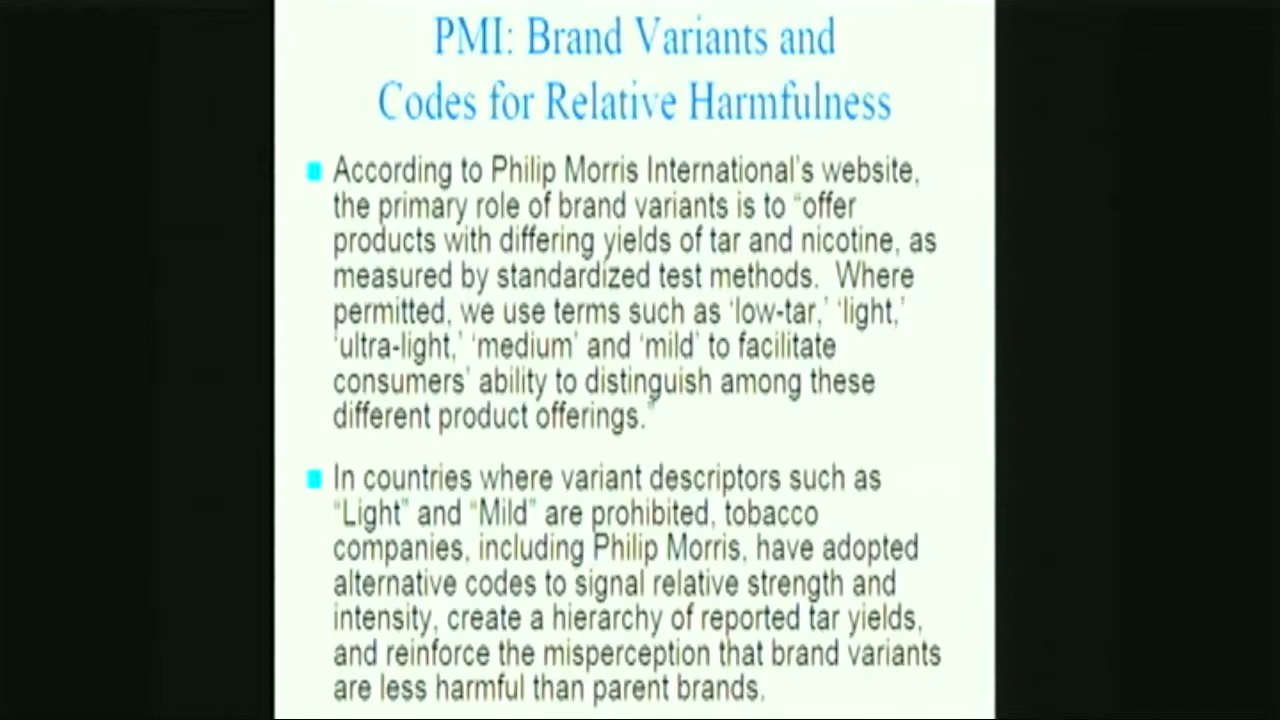 PMI: Brand Variants and
Codes for Relative Harmfulness
According to Philip Morris International's website,
the primary role of brand variants is to “offer
products with differing yields of tar and nicotine, as
measured by standardized test methods.  Where
permitted, we use terms such as ‘low-tar,’ ‘light,’
‘ultra-light,’ ‘medium’ and ‘mild’ to facilitate
consumers’ ability to distinguish among these
different product offerings.”
In countries where variant descriptors such as
“Light” and “Mild” are prohibited, tobacco
companies, including Philip Morris, have adopted
alternative codes to signal relative strength and
intensity, create a hierarchy of reported tar yields,
and reinforce the misperception that brand variants
are less harmful than parent brands.